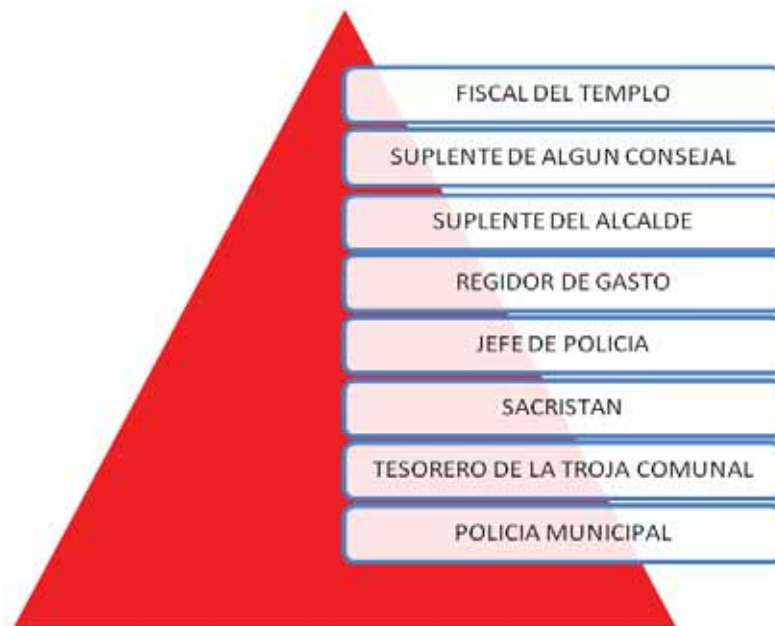 FISCAL DEL TEMPLO
SUPLENTE DE ALGUN CONSEJAL
SUPLENTE DEL ALCALDE
REGIDOR DE GASTO
JEFE DE POLICIA
SACRISTAN
TESORERO DE LA TROJA COMUNAL
POLICIA MUNICIPAL